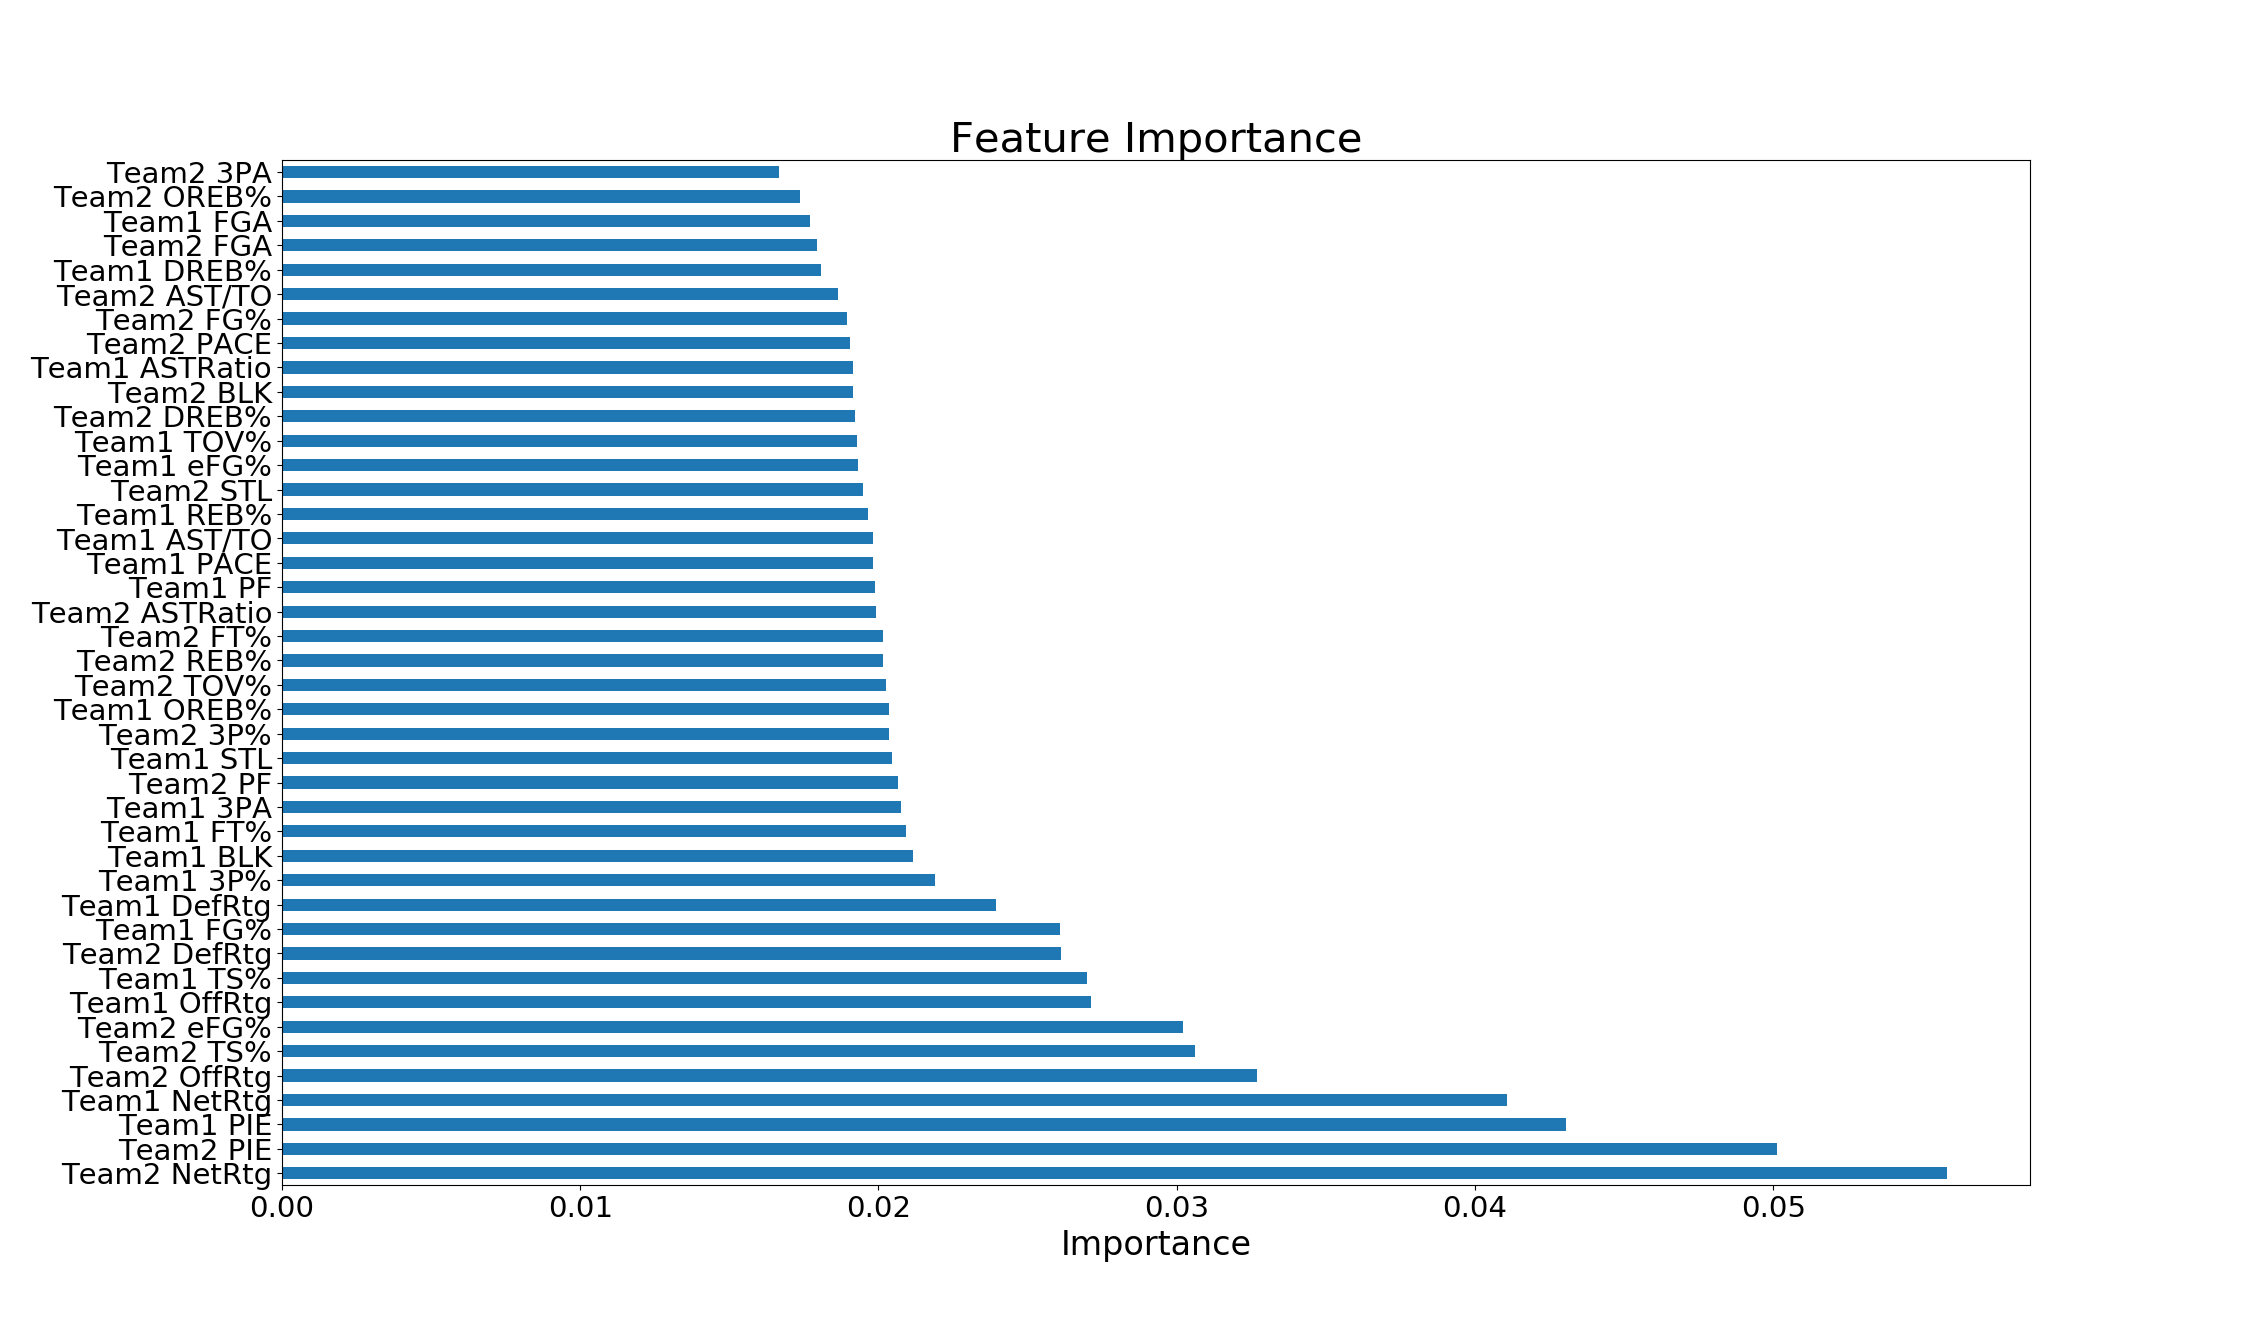 Feature Importance
Team2 3PA
Team2 OREB%
Team1 FGA
Team2 FGA
Team1 DREB%
Team2 AST/TO
Team2 FG%
Team2 PACE
Team1 ASTRatio
Team2 BLK
Team2 DREB%
Team1 TOV%
Team1 eFG%
Team2 STL
Team1 REB%
Team1 AST/TO
Team1 PACE
Team1 PF
Team2 ASTRatio
Team2 FT%
Team2 REB%
Team2 TOV%
Team1 OREB%
Team2 3P%
Team1 STL
Team2 PF
Team1 3PA
Team1 FT%
Team1 BLK
Team1 3P%
Team1 DefRtg
Team1 FG%
Team2 DefRtg
Team1 TS%
Team1 OffRtg
Team2 eFG%
Team2 TS%
Team2 OffRtg
Team1 NetRtg
Team1 PIE
Team2 PIE
Team2 NetRtg
0.00 0.01 0.02 0.03 0.04 0.05
Importance